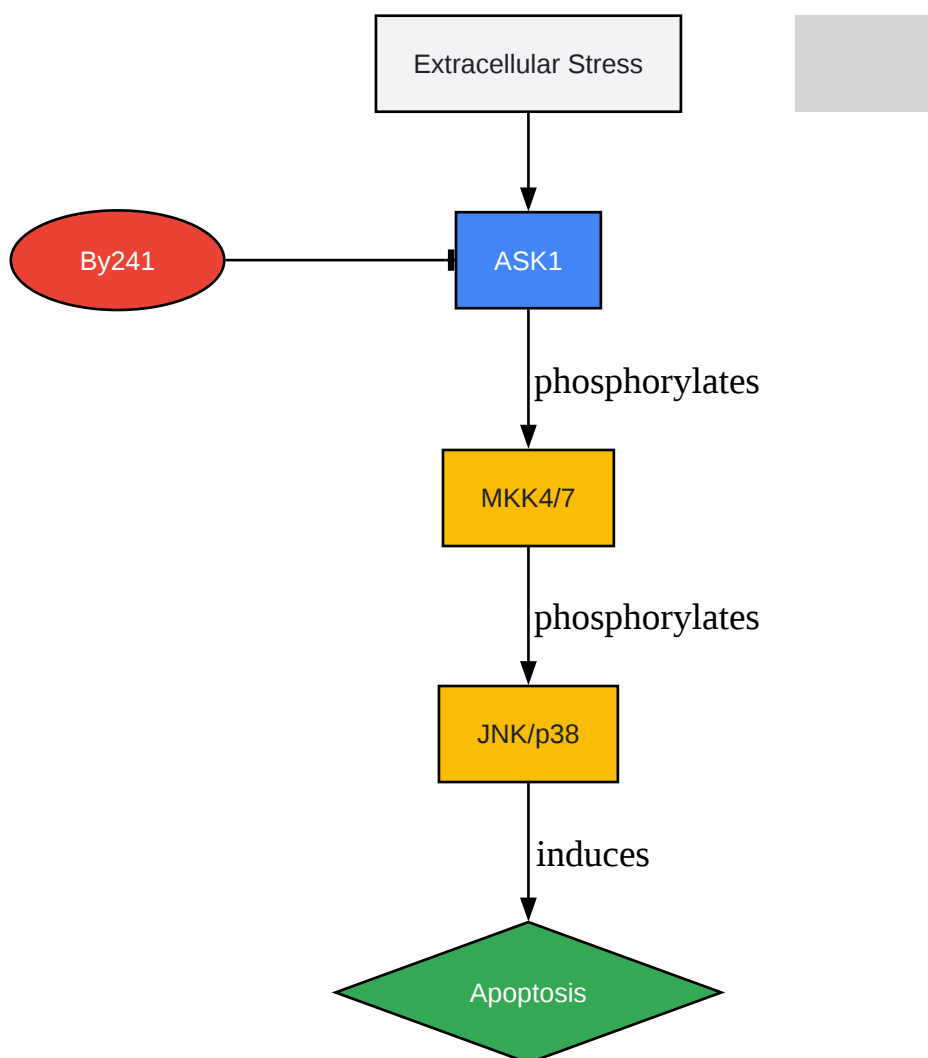 Extracellular Stress
By241
ASK1
phosphorylates
MKK4/7
phosphorylates
JNK/p38
induces
Apoptosis